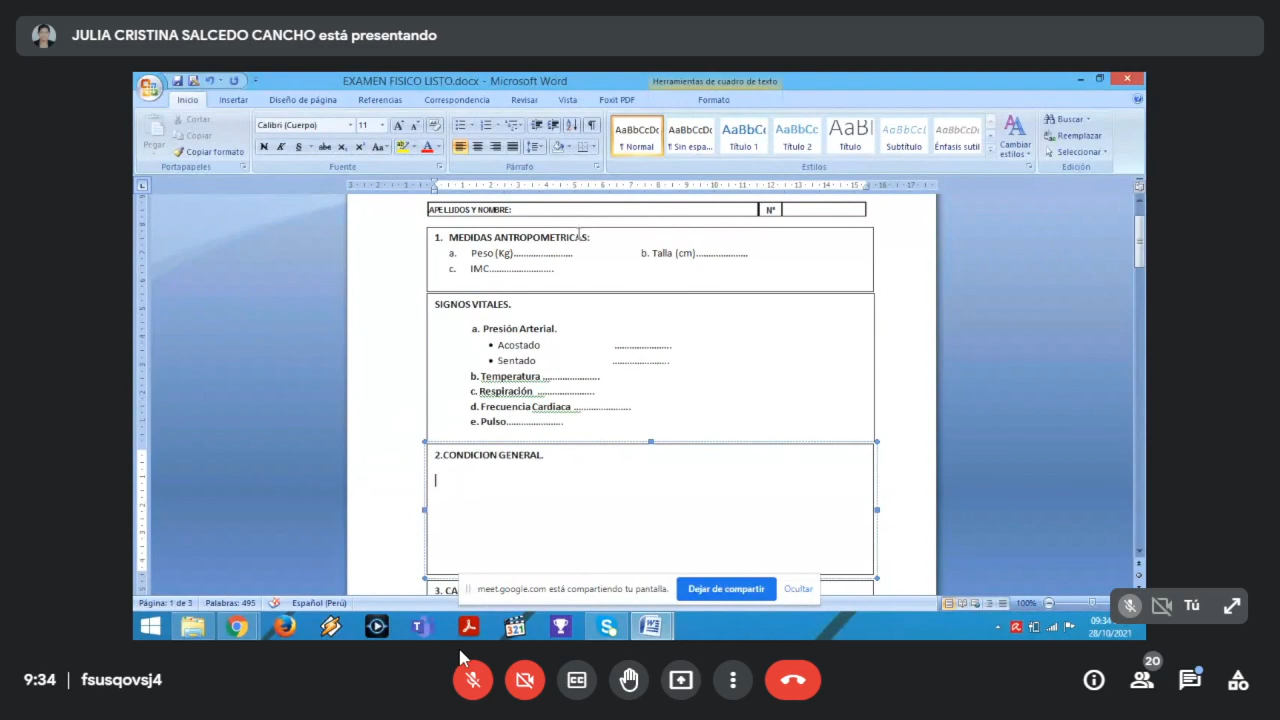 JULIA CRISTINA SALCEDO CANCHO está presentando
EXAMEN FISICO LISTO.docx - Microsoft Word
Herramientas de cuadro de texto
Inicio Insertar Diseño de página Referencias Correspondencia Revisar Vista Foxit PDF Formato
Cortar
Copiar
Copiar formato
Pegar
Portapapeles
Calibri (Cuerpo) 11
Fuente
Párrafo
AaBbCcDc AaBbCcDc AaBbC AaBbCc AaB AaBbCcI AaBbCcDc
¶ Normal ¶ Sin espa... Título 1 Título 2 Título Subtítulo Énfasis sutil
Cambiar estilos
Estilos
Buscar
Reemplazar
Seleccionar
Edición
APELLIDOS Y NOMBRE: N°
1. MEDIDAS ANTROPOMETRICAS:
a. Peso (Kg)........................ b. Talla (cm).....................
c. IMC..........................
SIGNOS VITALES.
a. Presión Arterial.
• Acostado .......................
• Sentado .......................
b. Temperatura .......................
c. Respiración .......................
d. Frecuencia Cardiaca .......................
e. Pulso.......................
2.CONDICION GENERAL.
3. CA
meet.google.com está compartiendo tu pantalla. Dejar de compartir Ocultar
Página: 1 de 3 Palabras: 495 Español (Perú) 100%
Tú
09:34
28/10/2021
9:34 | fsusqovsj4
20